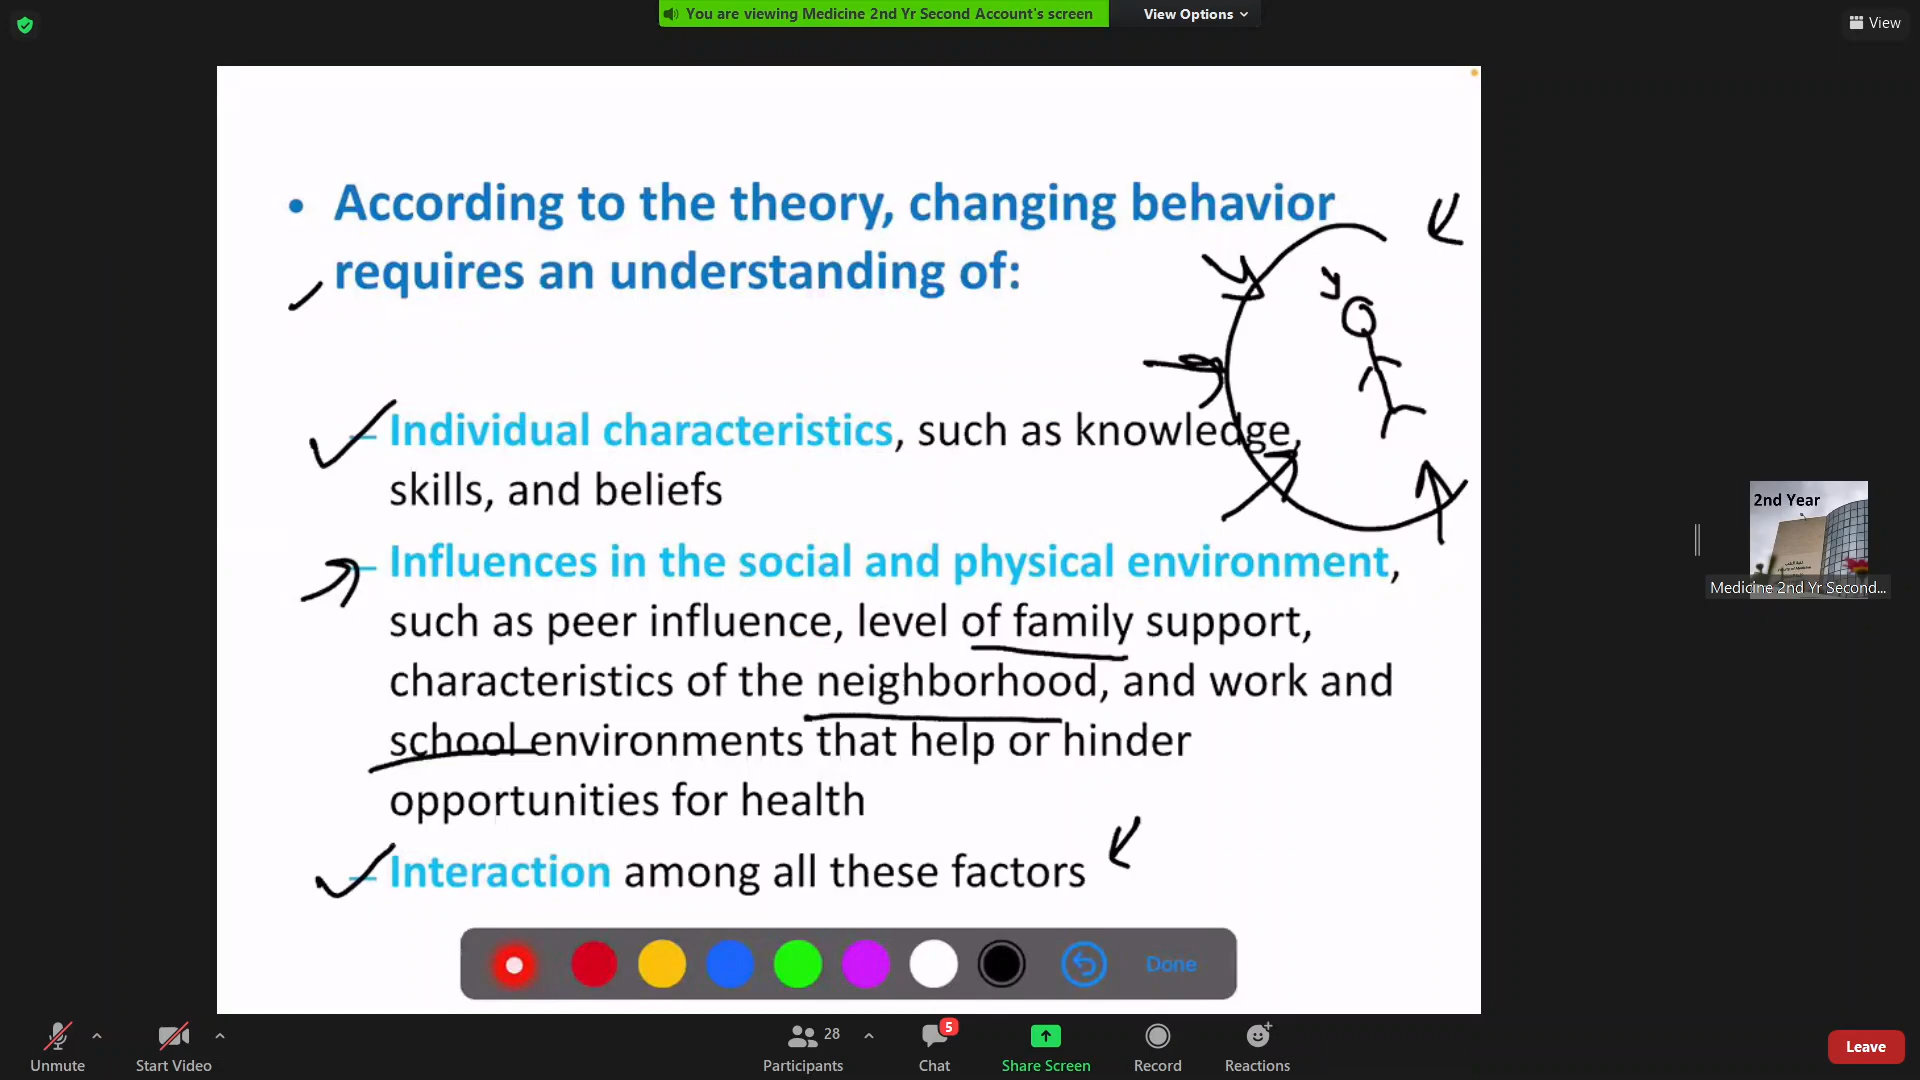 You are viewing Medicine 2nd Yr Second Account's screen
View Options
View
• According to the theory, changing behavior
requires an understanding of:
– Individual characteristics, such as knowledge,
skills, and beliefs
– Influences in the social and physical environment,
such as peer influence, level of family support,
characteristics of the neighborhood, and work and
school environments that help or hinder
opportunities for health
– Interaction among all these factors
2nd Year
Medicine 2nd Yr Second...
Done
Unmute
Start Video
28
Participants
5
Chat
Share Screen
Record
Reactions
Leave